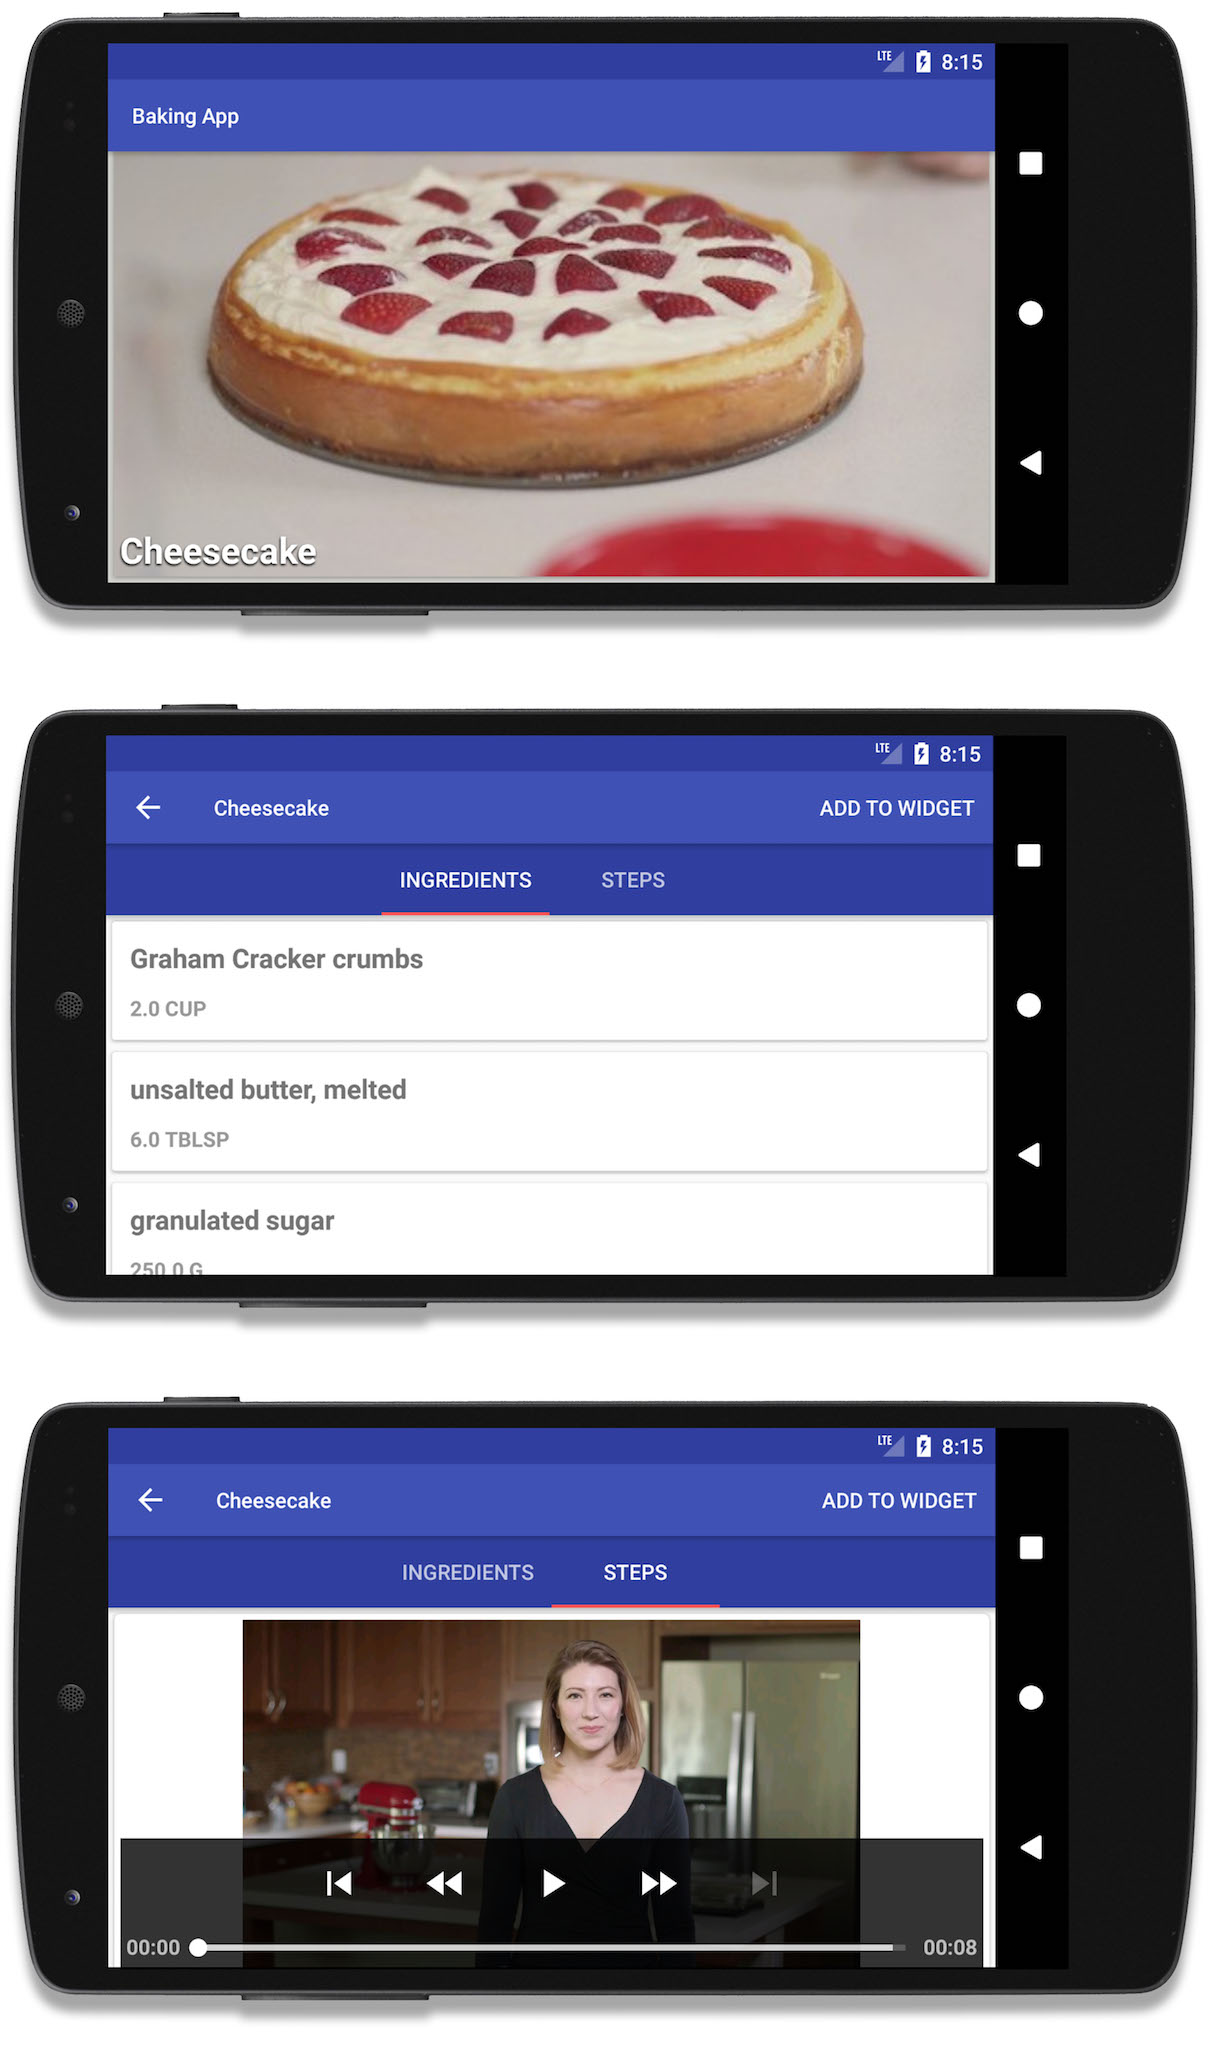 LTE 8:15
Baking App
Cheesecake
LTE 8:15
Cheesecake ADD TO WIDGET
INGREDIENTS STEPS
Graham Cracker crumbs
2.0 CUP
unsalted butter, melted
6.0 TBLSP
granulated sugar
250.0 G
LTE 8:15
Cheesecake ADD TO WIDGET
INGREDIENTS STEPS
00:00 00:08